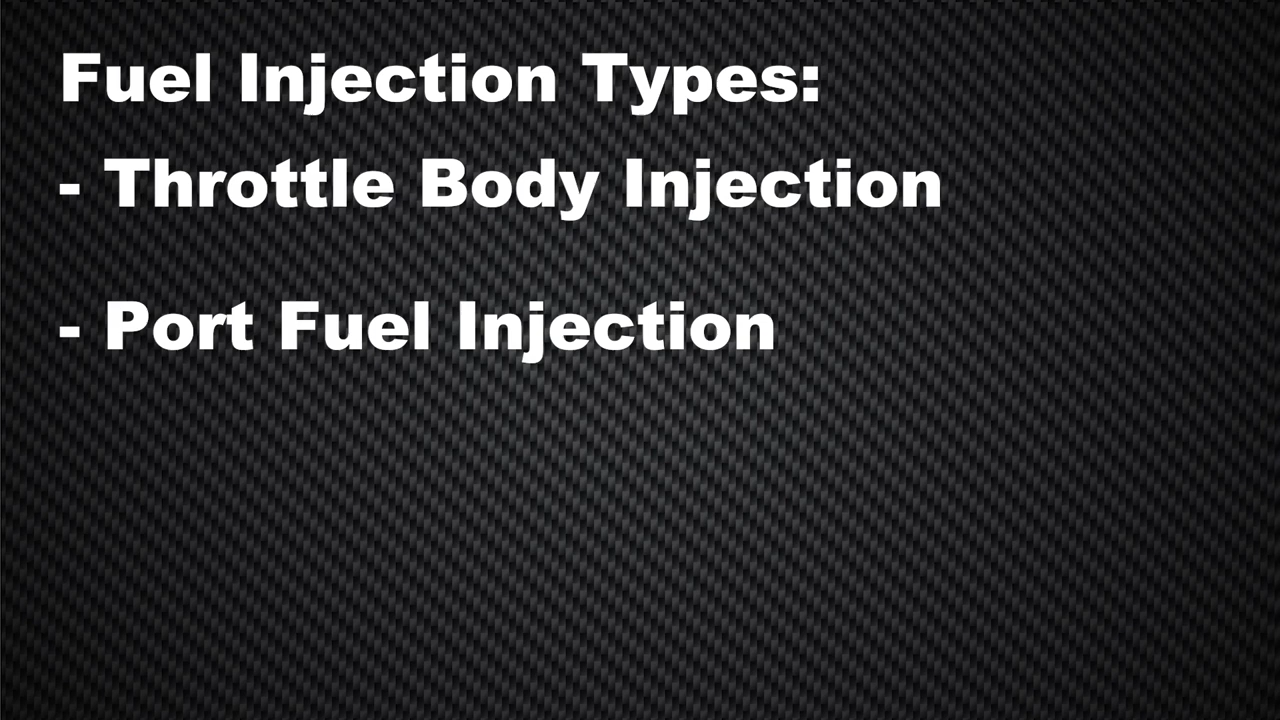 Fuel Injection Types:
- Throttle Body Injection
- Port Fuel Injection